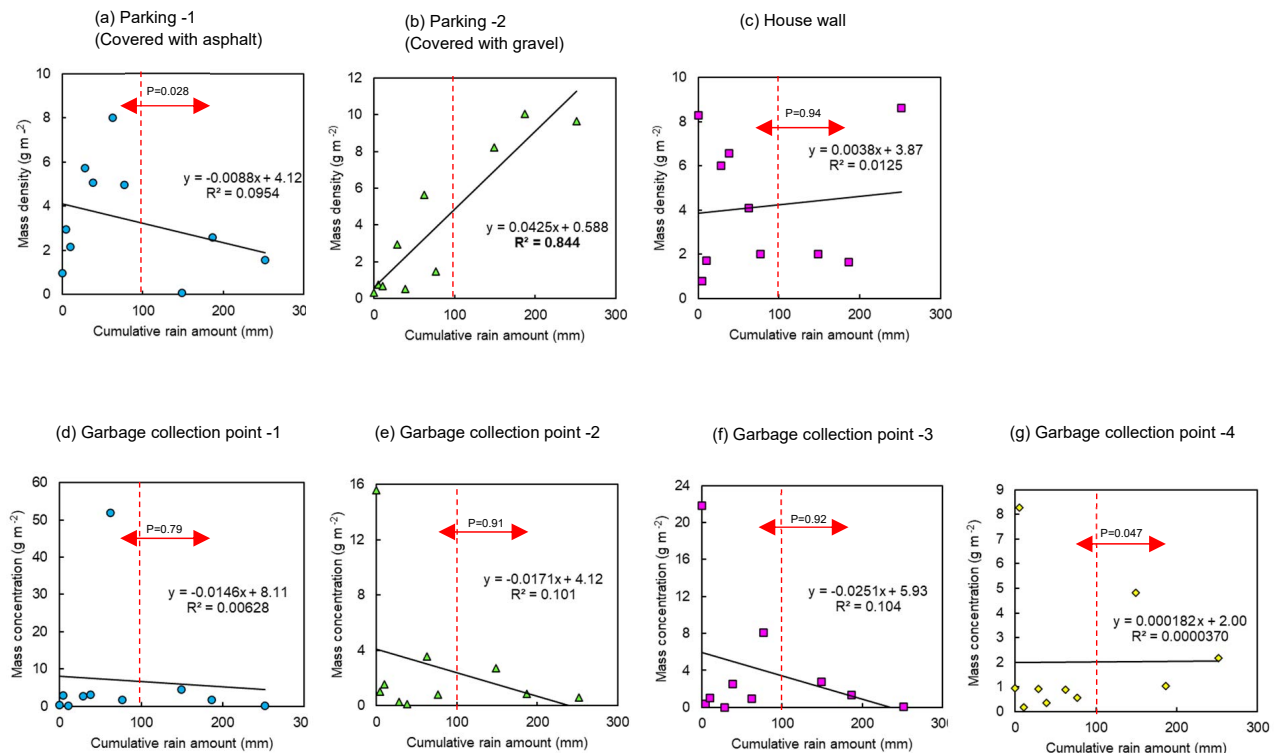 (a) Parking -1
(Covered with asphalt)
10
8
6
4
2
0
Mass density (g m⁻²)
P=0.028
y = -0.0088x + 4.12
R² = 0.0954
0 100 200 30
Cumulative rain amount (mm)
(b) Parking -2
(Covered with gravel)
12
10
8
6
4
2
0
Mass density (g m⁻²)
y = 0.0425x + 0.588
R² = 0.844
0 100 200 300
Cumulative rain amount (mm)
(c) House wall
10
8
6
4
2
0
Mass density (g m⁻²)
P=0.94
y = 0.0038x + 3.87
R² = 0.0125
0 100 200 300
Cumulative rain amount (mm)
(d) Garbage collection point -1
60
50
40
30
20
10
0
Mass concentration (g m⁻²)
P=0.79
y = -0.0146x + 8.11
R² = 0.00628
0 100 200 30
Cumulative rain amount (mm)
(e) Garbage collection point -2
16
12
8
4
0
Mass concentration (g m⁻²)
P=0.91
y = -0.0171x + 4.12
R² = 0.101
0 100 200 300
Cumulative rain amount (mm)
(f) Garbage collection point -3
24
20
16
12
8
4
0
Mass concentration (g m⁻²)
P=0.92
y = -0.0251x + 5.93
R² = 0.104
0 100 200 300
Cumulative rain amount (mm)
(g) Garbage collection point -4
9
8
7
6
5
4
3
2
1
0
Mass concentration (g m⁻²)
P=0.047
y = 0.000182x + 2.00
R² = 0.0000370
0 100 200 300
Cumulative rain amount (mm)